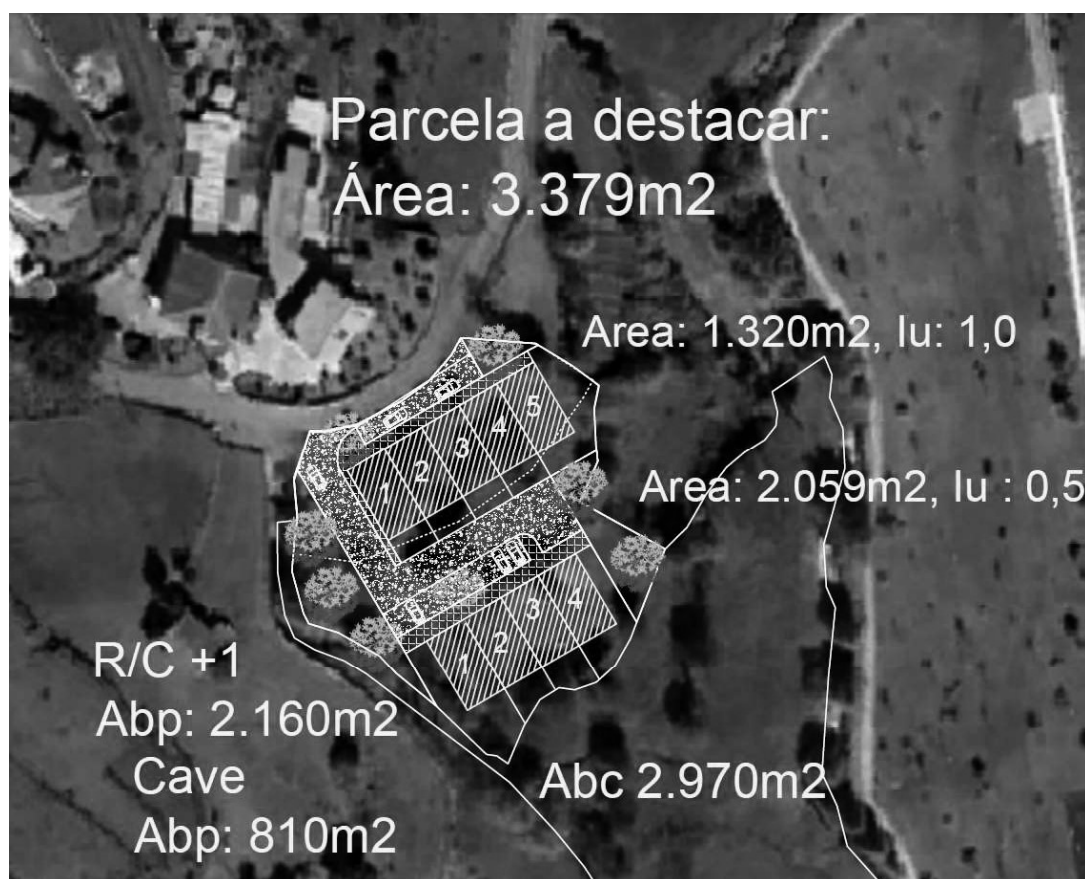 Parcela a destacar:
Área: 3.379m2
Area: 1.320m2, Iu: 1,0
5
4
3
2
1
Area: 2.059m2, Iu : 0,5
4
3
2
1
R/C +1
Abp: 2.160m2
Cave
Abc 2.970m2
Abp: 810m2